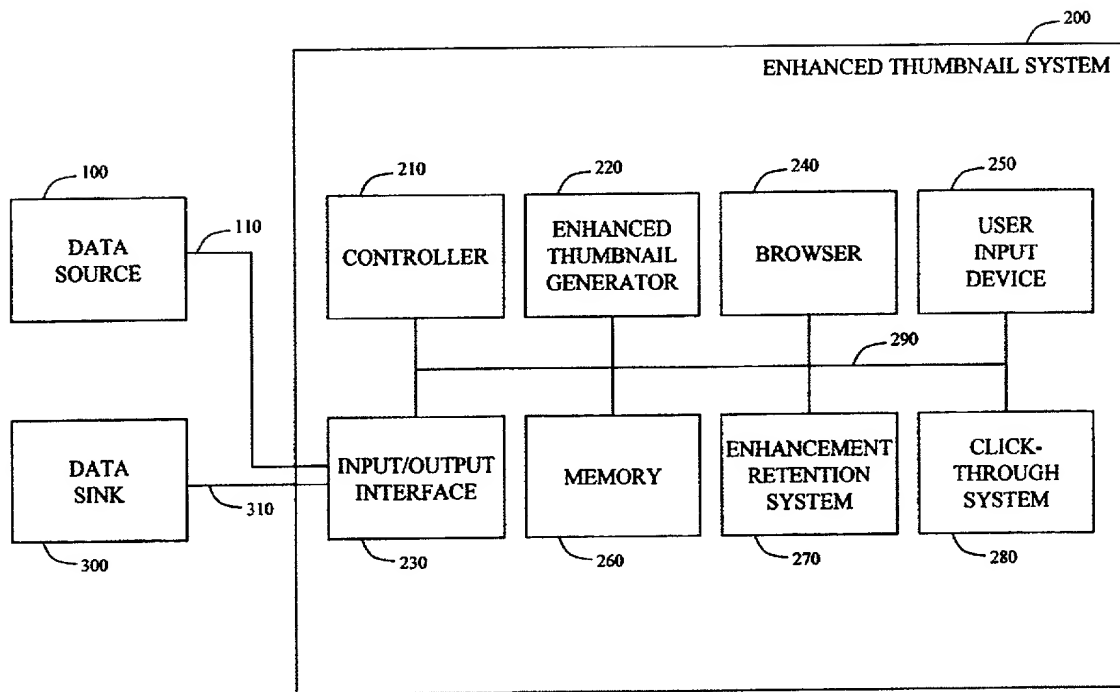 200
ENHANCED THUMBNAIL SYSTEM
100
110
210
220
240
250
DATA
SOURCE
CONTROLLER
ENHANCED
THUMBNAIL
GENERATOR
BROWSER
USER
INPUT
DEVICE
290
DATA
SINK
INPUT/OUTPUT
INTERFACE
MEMORY
ENHANCEMENT
RETENTION
SYSTEM
CLICK-
THROUGH
SYSTEM
310
300
230
260
270
280